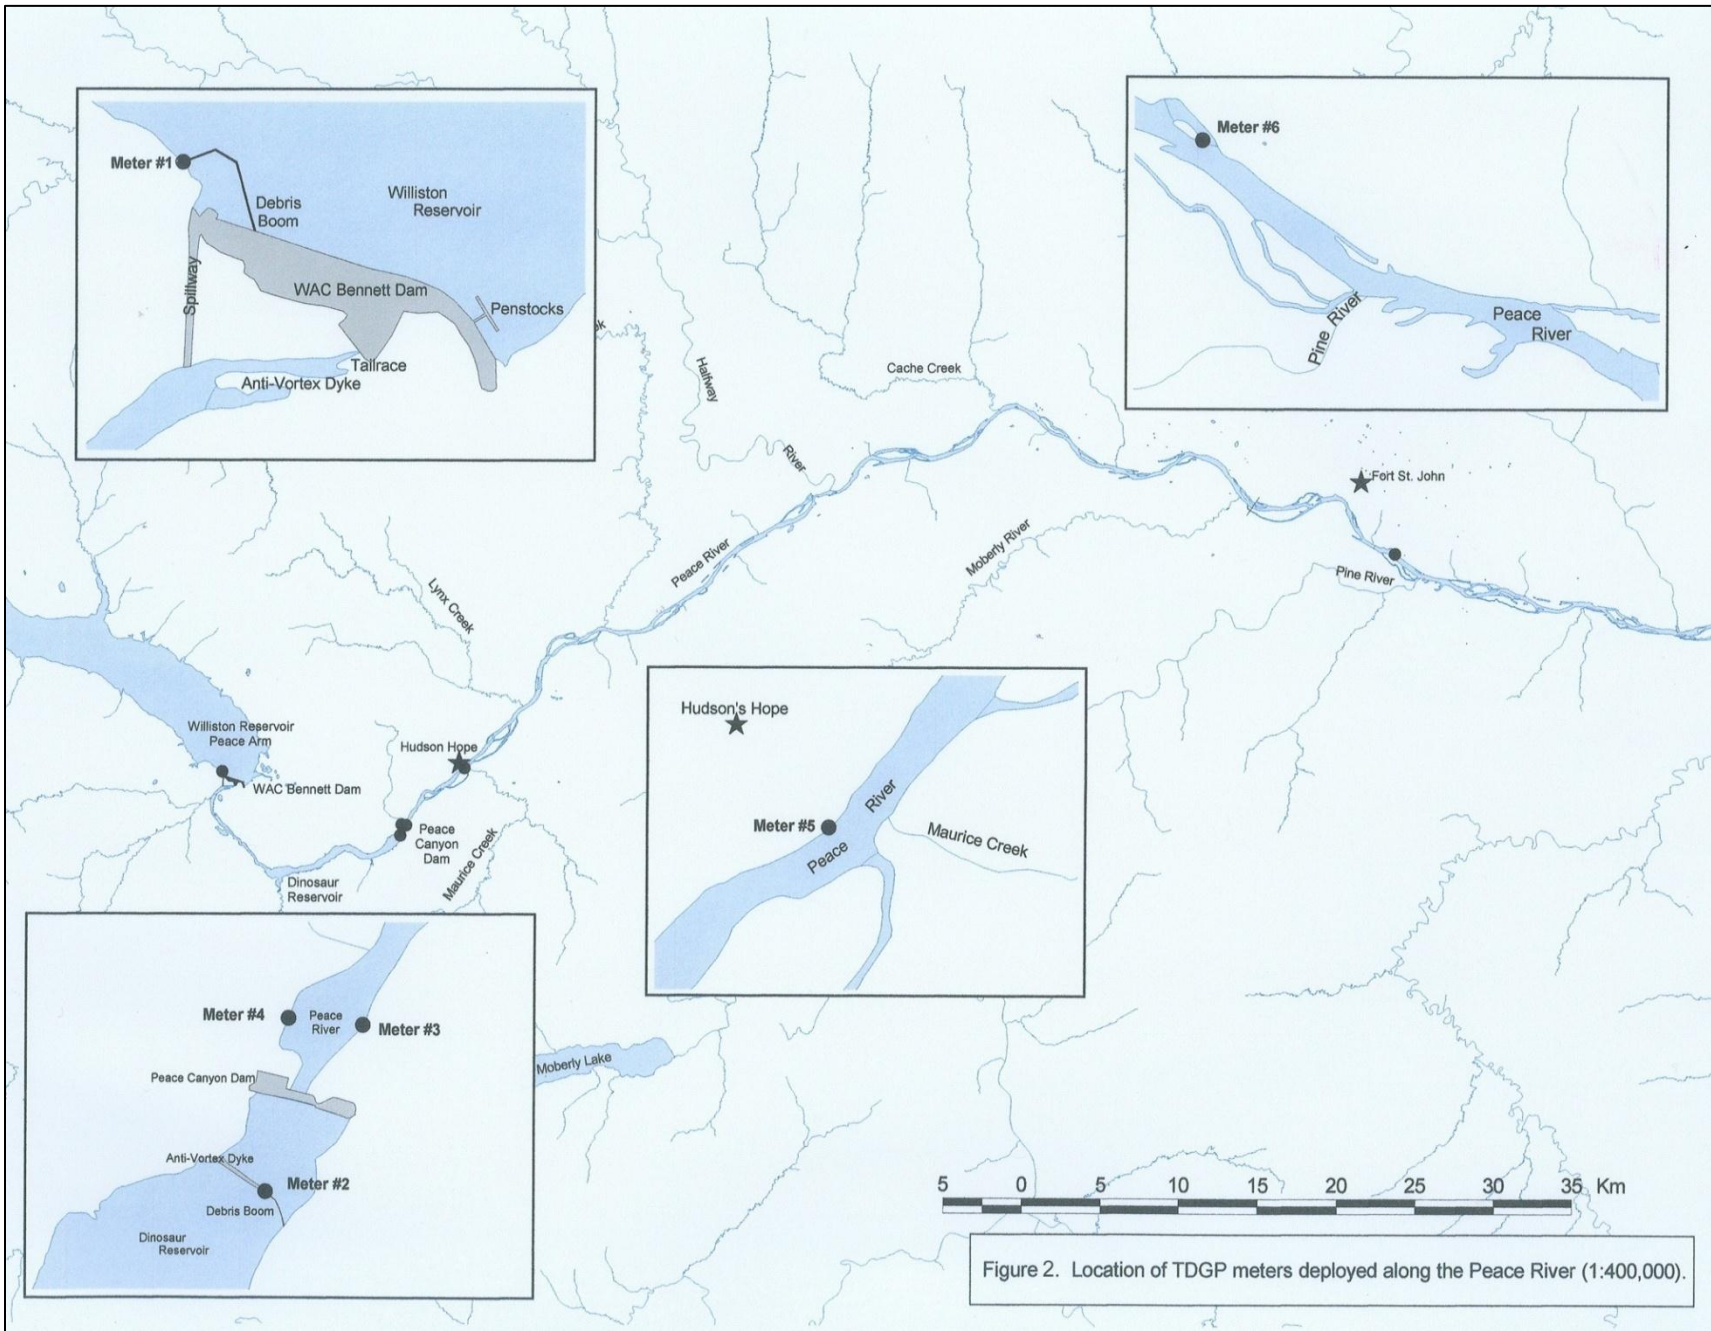 Meter #1
Debris
Boom
Williston
Reservoir
Spillway
WAC Bennett Dam
Penstocks
Tailrace
Anti-Vortex Dyke
Meter #6
Pine River
Peace
River
ek
Halfway
River
Cache Creek
Fort St. John
Peace River
Moberly River
Pine River
Lynx Creek
Williston Reservoir
Peace Arm
WAC Bennett Dam
Hudson Hope
Peace
Canyon
Dam
Maurice Creek
Dinosaur
Reservoir
Hudson's Hope
Meter #5
Peace
River
Maurice Creek
Meter #4
Peace
River
Meter #3
Peace Canyon Dam
Anti-Vortex Dyke
Meter #2
Debris Boom
Dinosaur
Reservoir
Moberly Lake
5 0 5 10 15 20 25 30 35 Km
Figure 2. Location of TDGP meters deployed along the Peace River (1:400,000).